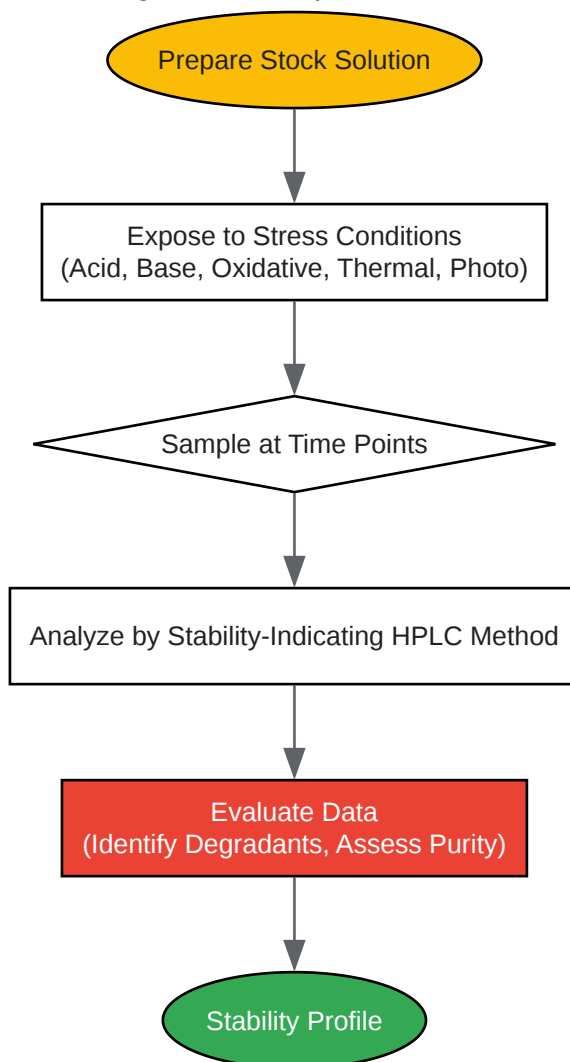 Prepare Stock Solution
Expose to Stress Conditions
(Acid, Base, Oxidative, Thermal, Photo)
Sample at Time Points
Analyze by Stability-Indicating HPLC Method
Evaluate Data
(Identify Degradants, Assess Purity)
Stability Profile